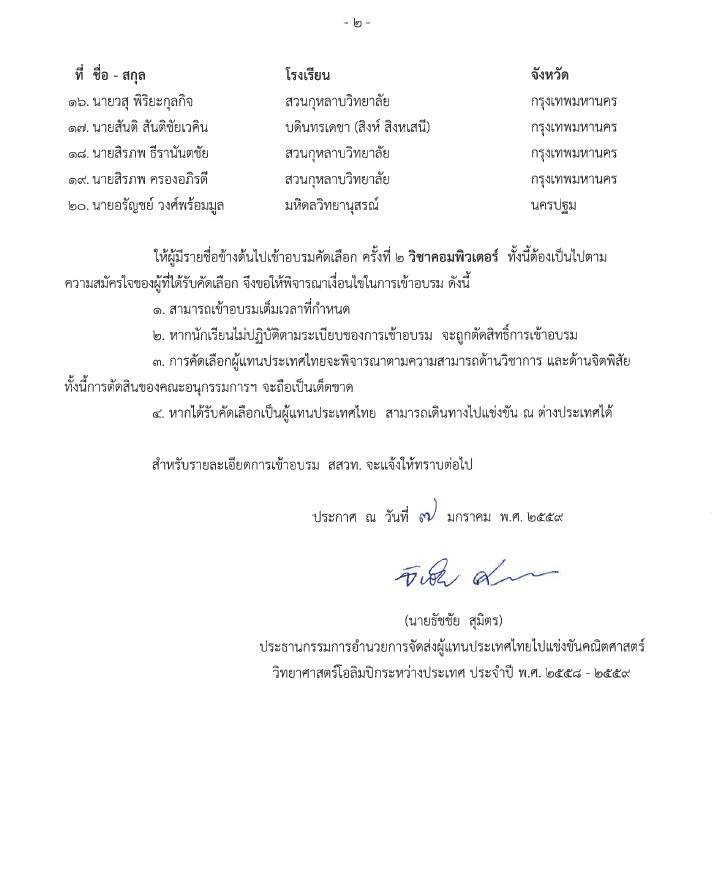 - ๒ -
ที่ ชื่อ - สกุล โรงเรียน จังหวัด
๑๖. นายวสุ พิริยะกุลกิจ สวนกุหลาบวิทยาลัย กรุงเทพมหานคร
๑๗. นายสันติ สันติชัยเวคิน บดินทรเดชา (สิงห์ สิงหเสนี) กรุงเทพมหานคร
๑๘. นายสิรภพ ธีรานันตชัย สวนกุหลาบวิทยาลัย กรุงเทพมหานคร
๑๙. นายสิรภพ ครองอภิรดี สวนกุหลาบวิทยาลัย กรุงเทพมหานคร
๒๐. นายอรัญชย์ วงศ์พร้อมมูล มหิดลวิทยานุสรณ์ นครปฐม
ให้ผู้มีรายชื่อข้างต้นไปเข้าอบรมคัดเลือก ครั้งที่ ๒ วิชาคอมพิวเตอร์ ทั้งนี้ต้องเป็นไปตาม
ความสมัครใจของผู้ที่ได้รับคัดเลือก จึงขอให้พิจารณาเงื่อนไขในการเข้าอบรม ดังนี้
๑. สามารถเข้าอบรมเต็มเวลาที่กำหนด
๒. หากนักเรียนไม่ปฏิบัติตามระเบียบของการเข้าอบรม จะถูกตัดสิทธิ์การเข้าอบรม
๓. การคัดเลือกผู้แทนประเทศไทยจะพิจารณาตามความสามารถด้านวิชาการ และด้านจิตพิสัย
ทั้งนี้การตัดสินของคณะอนุกรรมการฯ จะถือเป็นเด็ดขาด
๔. หากได้รับคัดเลือกเป็นผู้แทนประเทศไทย สามารถเดินทางไปแข่งขัน ณ ต่างประเทศได้
สำหรับรายละเอียดการเข้าอบรม สสวท. จะแจ้งให้ทราบต่อไป
ประกาศ ณ วันที่ ๗ มกราคม พ.ศ. ๒๕๕๙
(นายธัชชัย สุมิตร)
ประธานกรรมการอำนวยการจัดส่งผู้แทนประเทศไทยไปแข่งขันคณิตศาสตร์
วิทยาศาสตร์โอลิมปิกระหว่างประเทศ ประจำปี พ.ศ. ๒๕๕๘ - ๒๕๕๙